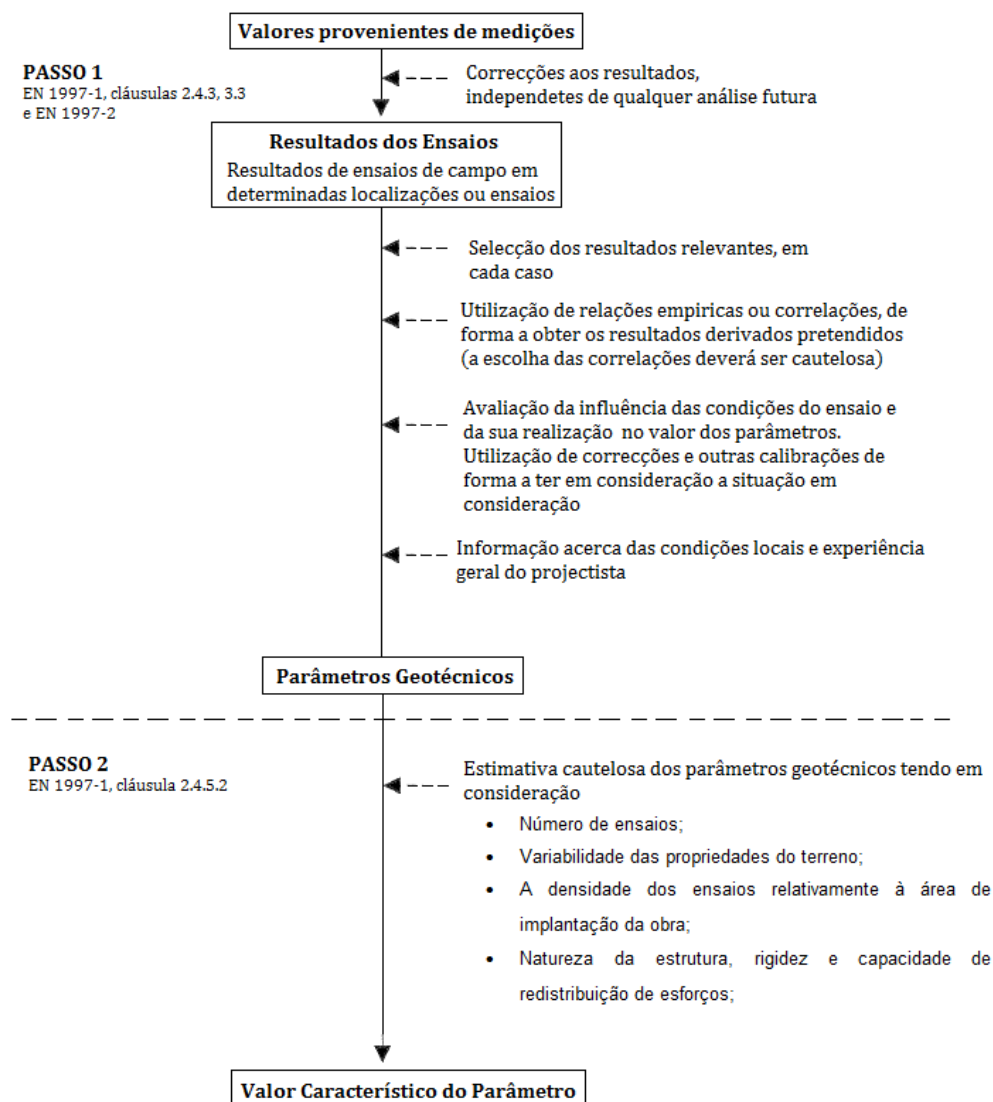 Valores provenientes de medições
PASSO 1
EN 1997-1, cláusulas 2.4.3, 3.3
e EN 1997-2
Correcções aos resultados,
independetes de qualquer análise futura
Resultados dos Ensaios
Resultados de ensaios de campo em
determinadas localizações ou ensaios
Selecção dos resultados relevantes, em
cada caso
Utilização de relações empiricas ou correlações, de
forma a obter os resultados derivados pretendidos
(a escolha das correlações deverá ser cautelosa)
Avaliação da influência das condições do ensaio e
da sua realização no valor dos parâmetros.
Utilização de correcções e outras calibrações de
forma a ter em consideração a situação em
consideração
Informação acerca das condições locais e experiência
geral do projectista
Parâmetros Geotécnicos
PASSO 2
EN 1997-1, cláusula 2.4.5.2
Estimativa cautelosa dos parâmetros geotécnicos tendo em
consideração
• Número de ensaios;
• Variabilidade das propriedades do terreno;
• A densidade dos ensaios relativamente à área de
implantação da obra;
• Natureza da estrutura, rigidez e capacidade de
redistribuição de esforços;
Valor Característico do Parâmetro